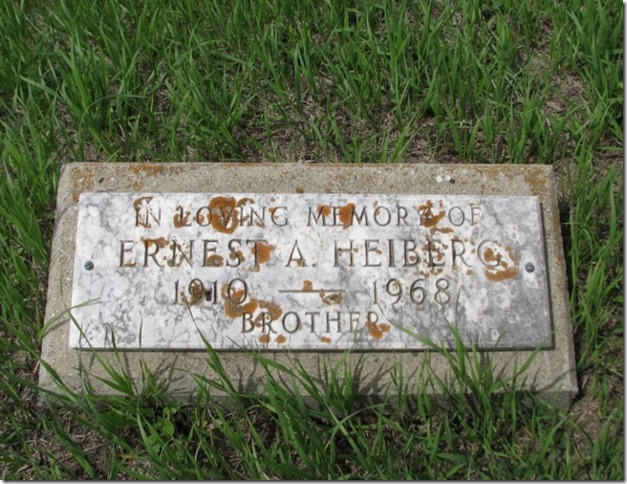 IN LOVING MEMORY OF
ERNEST A. HEIBERG
1910 — 1968
BROTHER